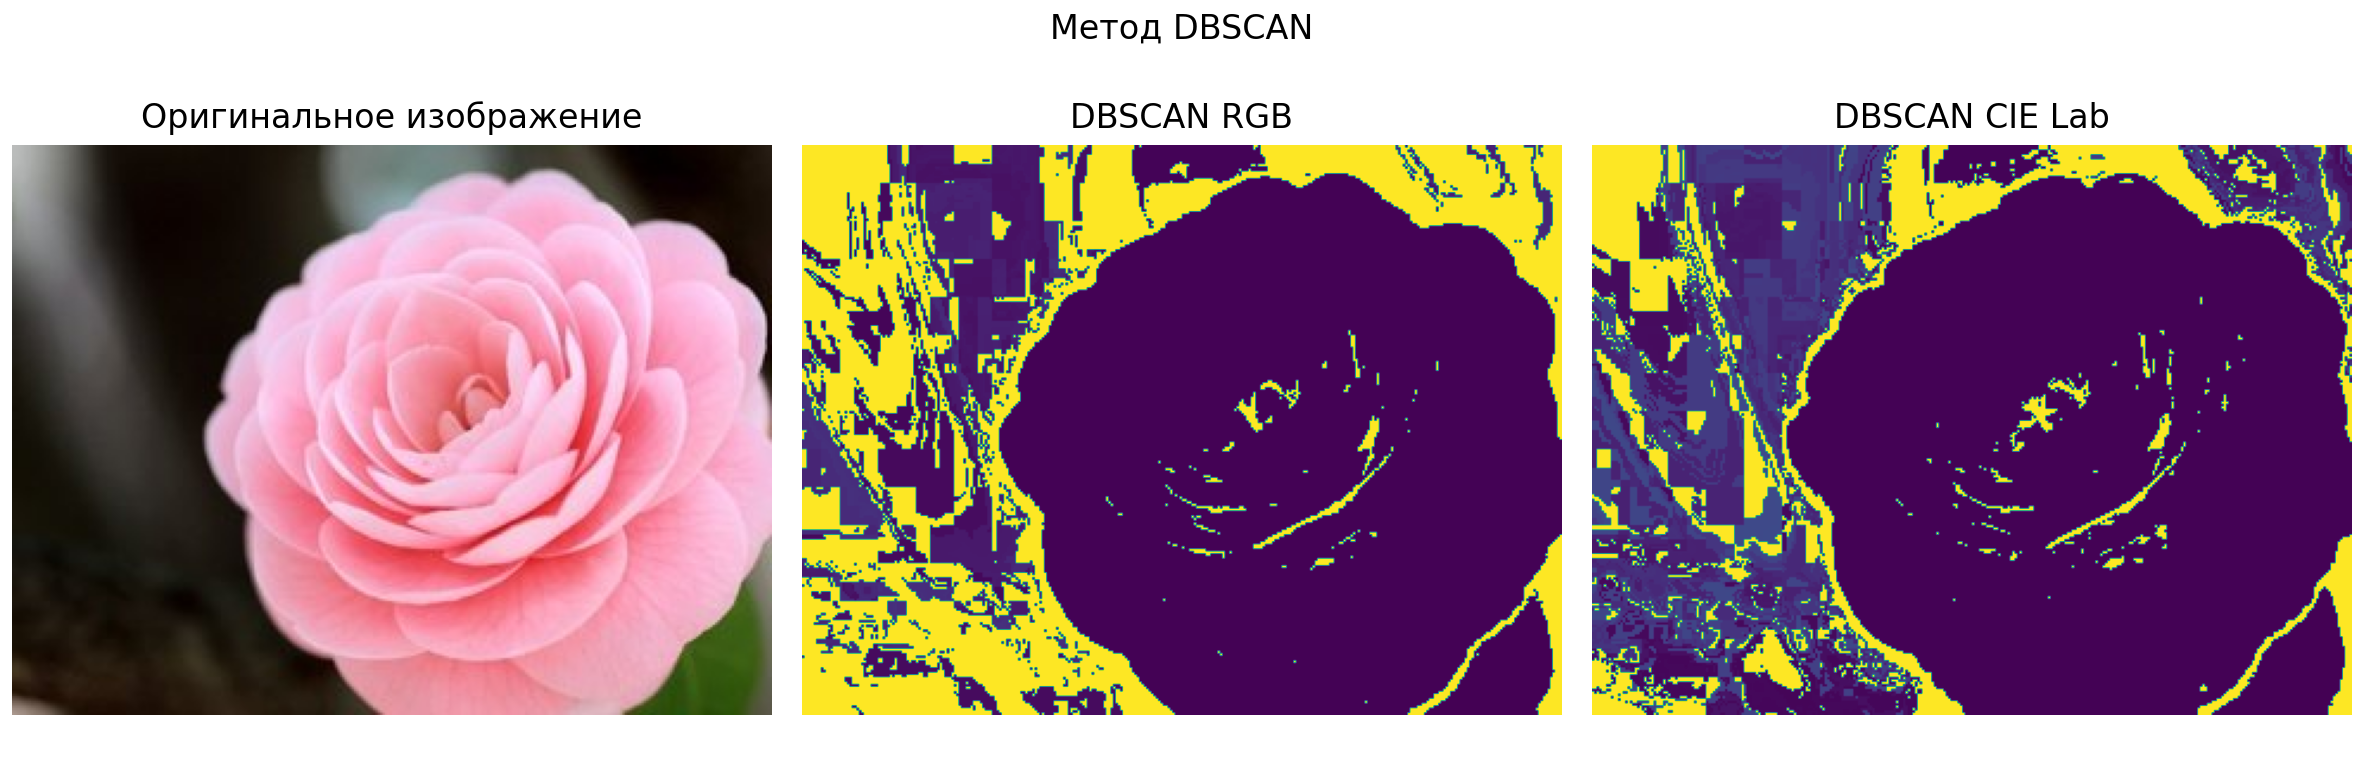 Метод DBSCAN
Оригинальное изображение
DBSCAN RGB
DBSCAN CIE Lab